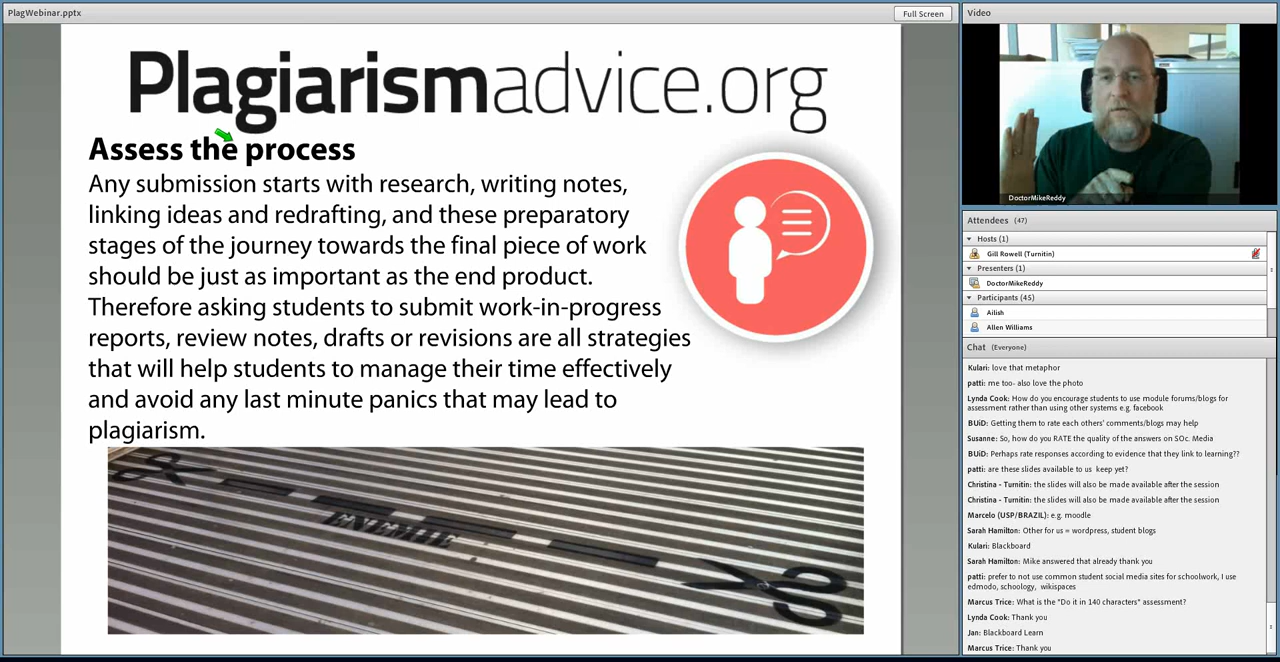 PlagWebinar.pptx
Full Screen
Plagiarismadvice.org
Assess the process
Any submission starts with research, writing notes,
linking ideas and redrafting, and these preparatory
stages of the journey towards the final piece of work
should be just as important as the end product.
Therefore asking students to submit work-in-progress
reports, review notes, drafts or revisions are all strategies
that will help students to manage their time effectively
and avoid any last minute panics that may lead to
plagiarism.
Video
DoctorMikeReddy
Attendees (47)
Hosts (1)
Gill Rowell (Turnitin)
Presenters (1)
DoctorMikeReddy
Participants (45)
Ailish
Allen Williams
Chat (Everyone)
Kulari: love that metaphor
patti: me too- also love the photo
Lynda Cook: How do you encourage students to use module forums/blogs for
assessment rather than using other systems e.g. facebook
BUiD: Getting them to rate each others' comments/blogs may help
Susanne: So, how do you RATE the quality of the answers on SOc. Media
BUiD: Perhaps rate responses according to evidence that they link to learning??
patti: are these slides available to us keep yet?
Christina - Turnitin: the slides will also be made available after the session
Christina - Turnitin: the slides will also be made available after the session
Marcelo (USP/BRAZIL): e.g. moodle
Sarah Hamilton: Other for us = wordpress, student blogs
Kulari: Blackboard
Sarah Hamilton: Mike answered that already thank you
patti: prefer to not use common student social media sites for schoolwork, I use
edmodo, schoology, wikispaces
Marcus Trice: What is the "Do it in 140 characters" assessment?
Lynda Cook: Thank you
Jan: Blackboard Learn
Marcus Trice: Thank you